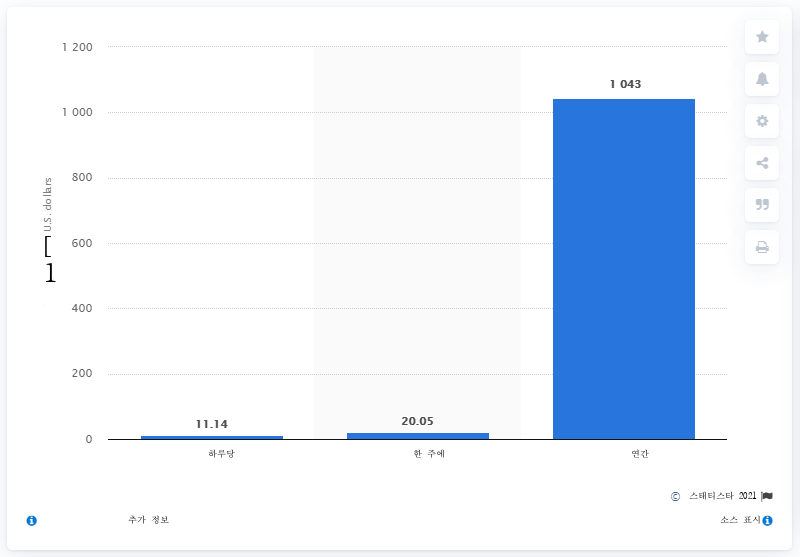 1 200
1 000
800
600
400
200
0
U.S. dollars
[
1
11.14
20.05
1 043
하루당
한 주에
연간
© 스태티스타 2021
추가 정보
소스 표시